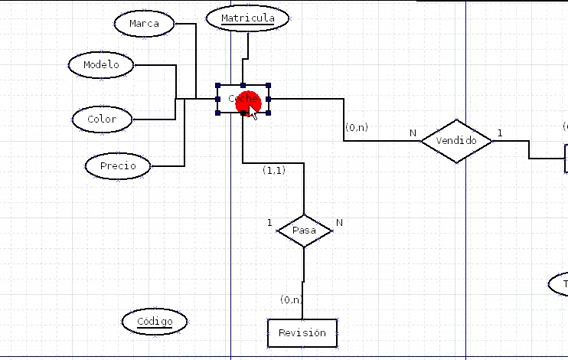 Matricula
Marca
Modelo
Color
Precio
(0,n)
N
Vendido
1
(1,1)
1
Pasa
N
(0,n)
Código
Revisión